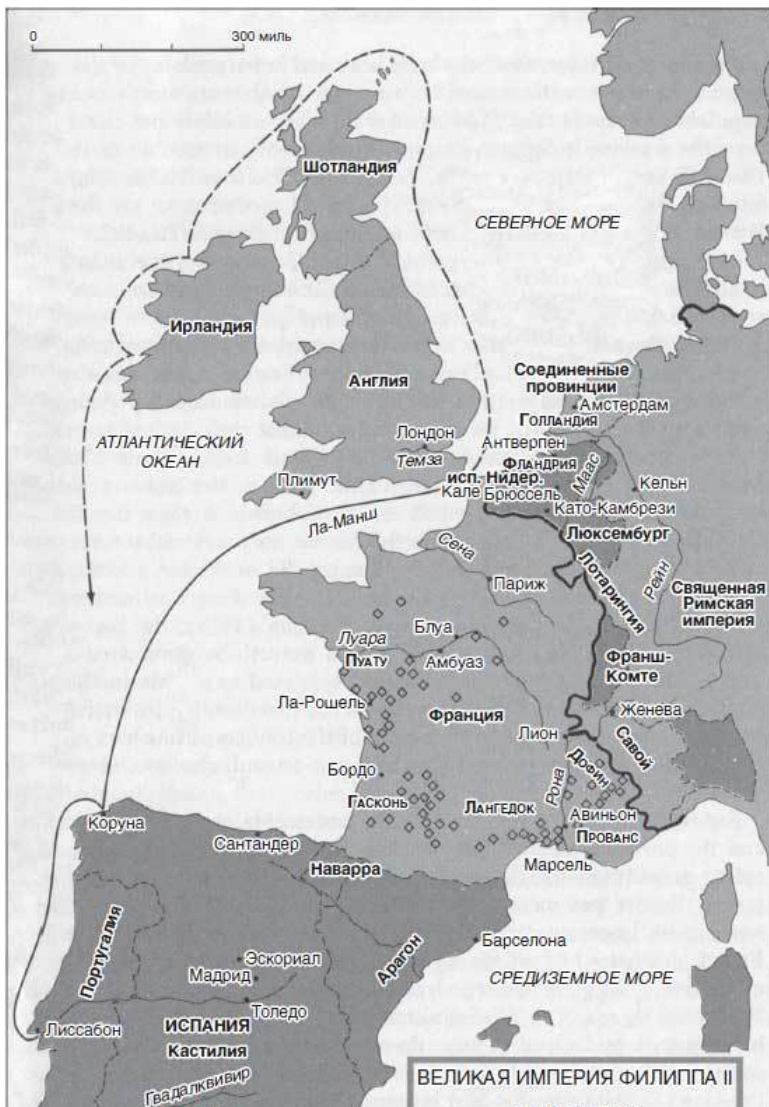 0
300 миль
Шотландия
СЕВЕРНОЕ МОРЕ
Ирландия
Англия
Соединенные
провинции
Амстердам
Голландия
АТЛАНТИЧЕСКИЙ
ОКЕАН
Лондон
Темза
Антверпен
Фландрия
Маас
Плимут
исп. Нидер.
Кале
Брюссель
Кельн
Като-Камбрези
Ла-Манш
Люксембург
Сена
Лотарингия
Рейн
Париж
Священная
Римская
империя
Блуа
Луара
Пуату
Амбуаз
Франш-
Комте
Ла-Рошель
Франция
Женева
Лион
Савой
Дофин
Бордо
Рона
Гасконь
Лангедок
Авиньон
Прованс
Коруна
Сантандер
Марсель
Наварра
Португалия
Арагон
Барселона
Эскориал
Мадрид
СРЕДИЗЕМНОЕ МОРЕ
Толедо
Лиссабон
ИСПАНИЯ
Кастилия
Гвадалквивир
ВЕЛИКАЯ ИМПЕРИЯ ФИЛИППА II